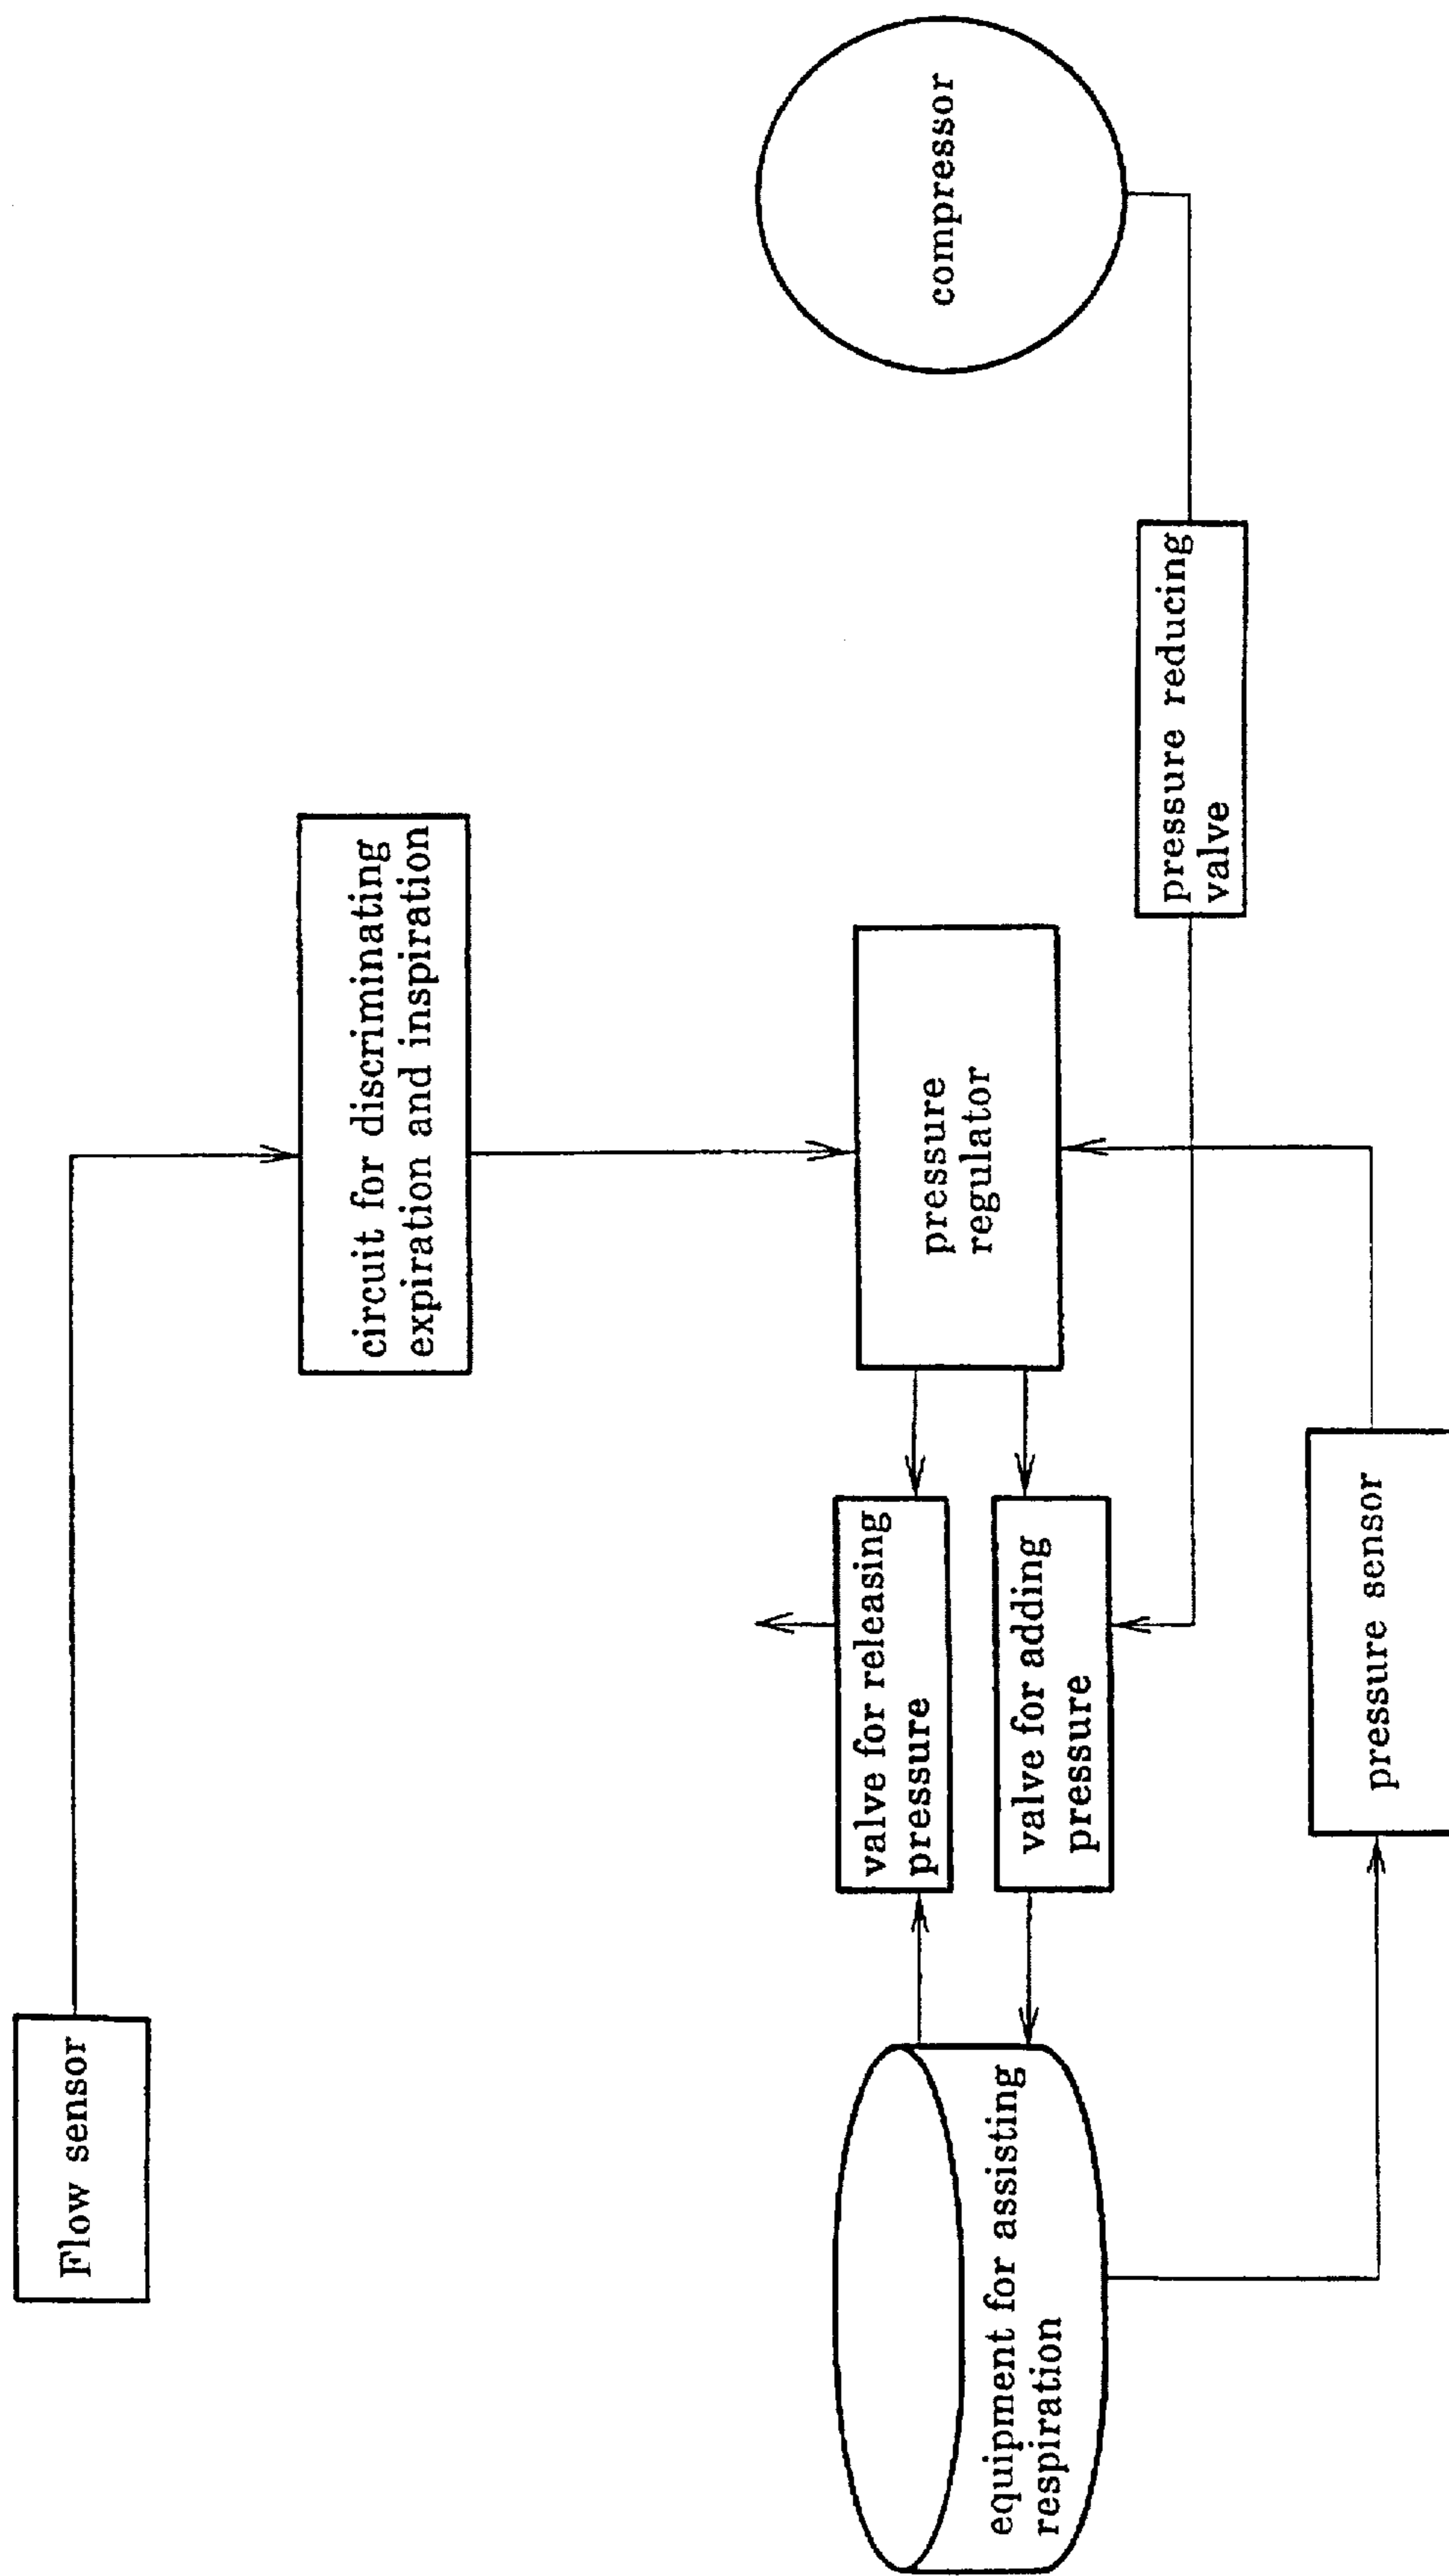 Flow sensor
circuit for discriminating
expiration and inspiration
compressor
pressure
regulator
valve for releasing
pressure
valve for adding
pressure
pressure reducing
valve
equipment for assisting
respiration
pressure sensor